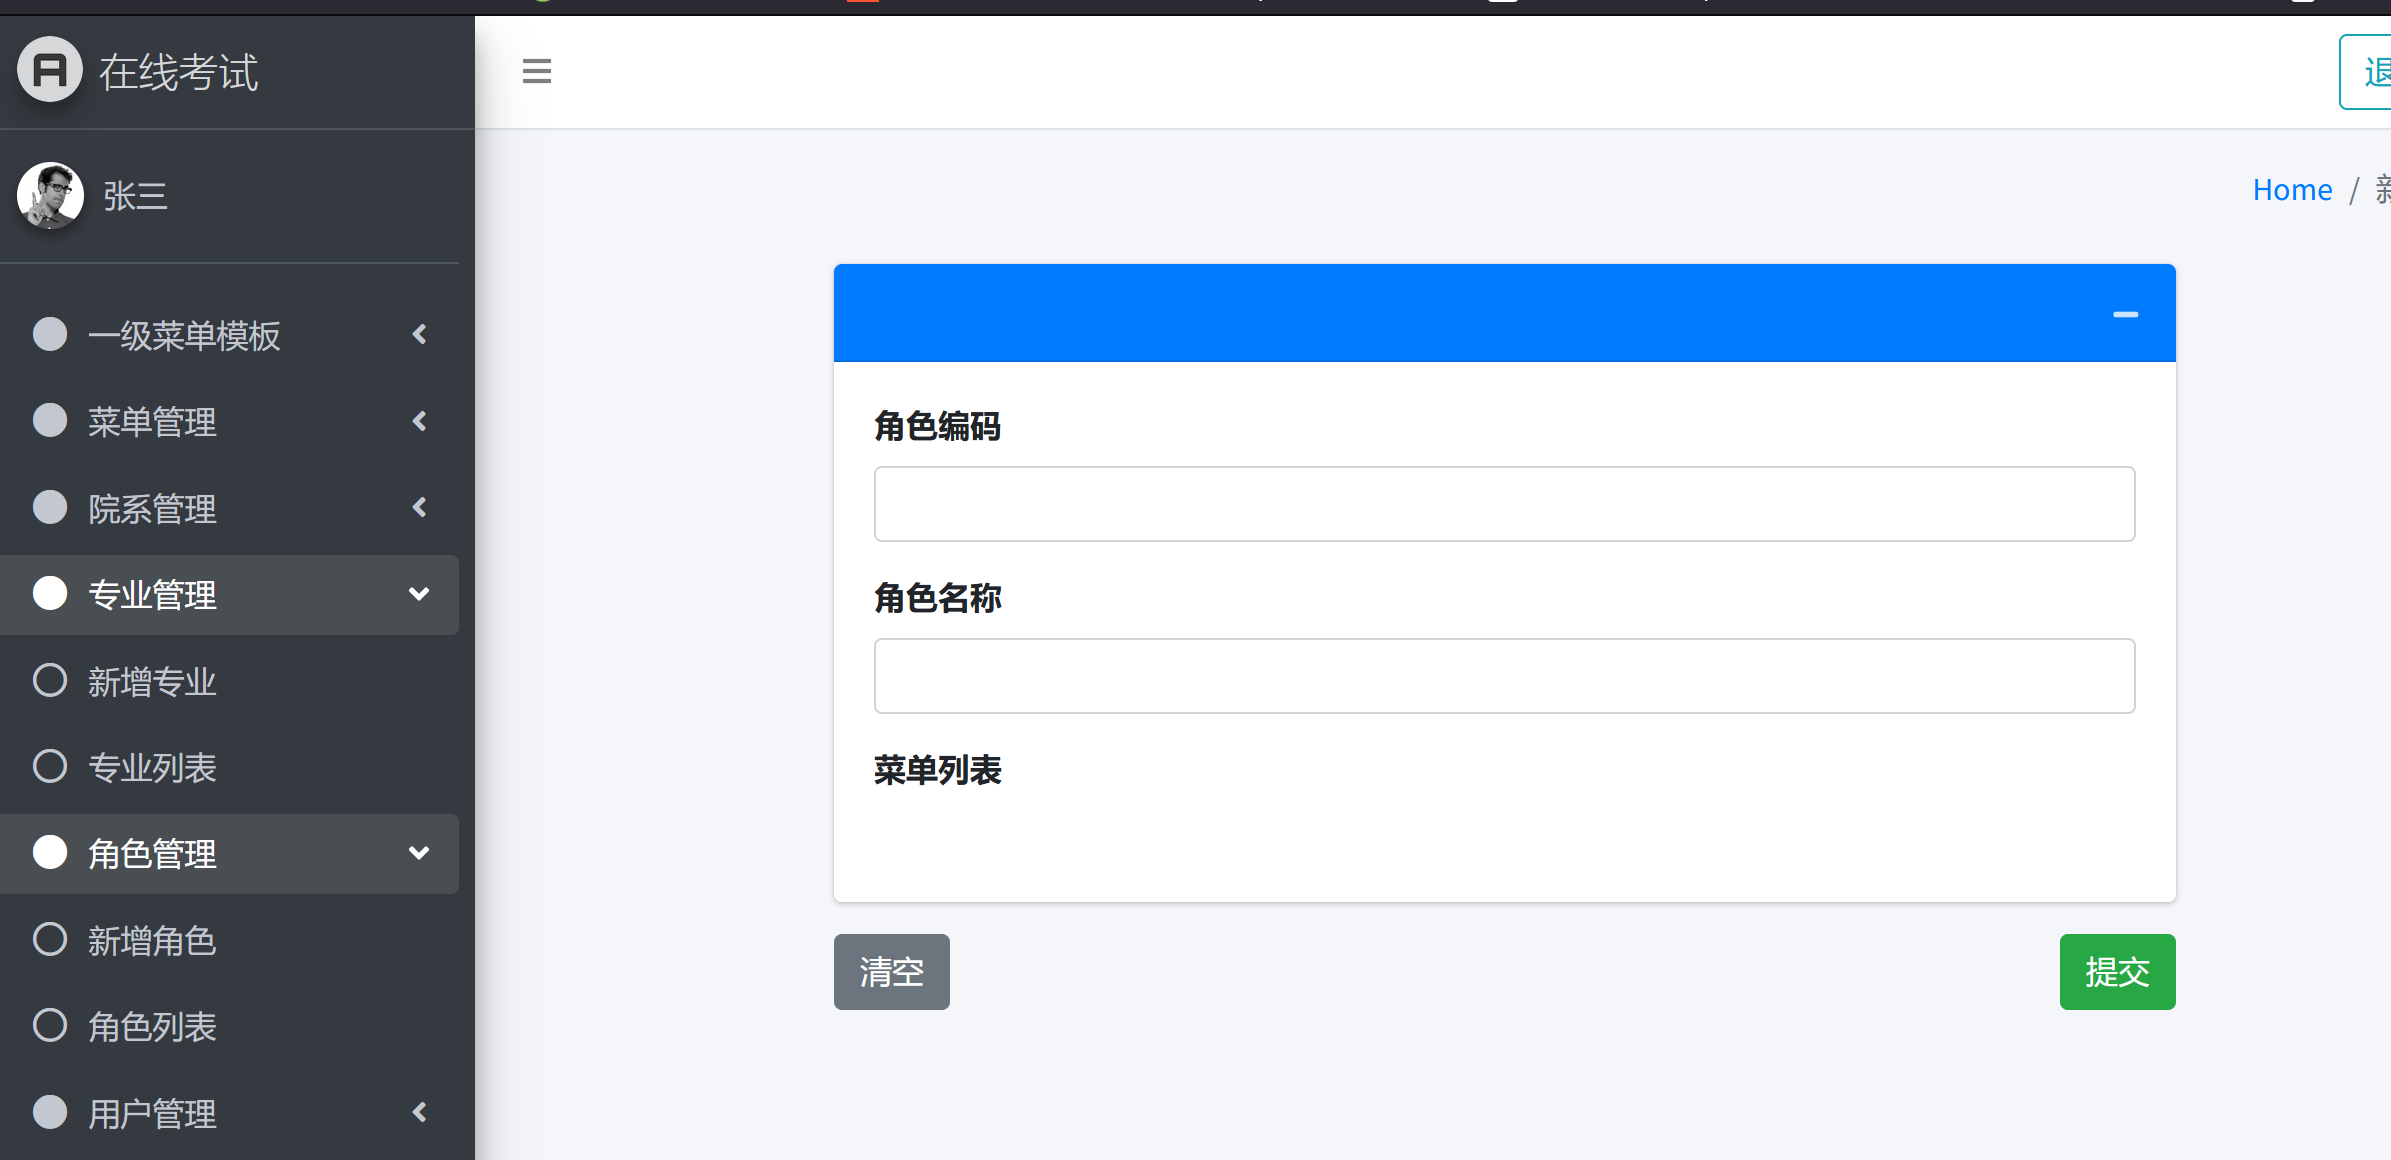 在线考试
退
张三
Home / 新
一级菜单模板
菜单管理
院系管理
专业管理
新增专业
专业列表
角色管理
新增角色
角色列表
用户管理
角色编码
角色名称
菜单列表
清空
提交